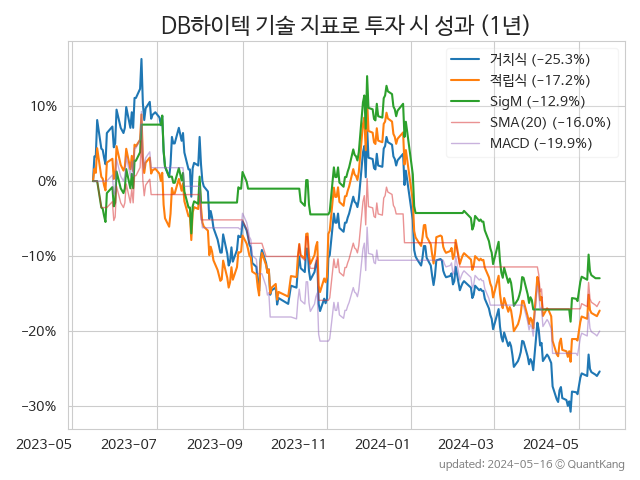 DB하이텍 기술 지표로 투자 시 성과 (1년)
거치식 (−25.3%)
적립식 (−17.2%)
SigM (−12.9%)
SMA(20) (−16.0%)
MACD (−19.9%)
10%
0%
−10%
−20%
−30%
2023-05 2023-07 2023-09 2023-11 2024-01 2024-03 2024-05
updated: 2024-05-16 © QuantKang